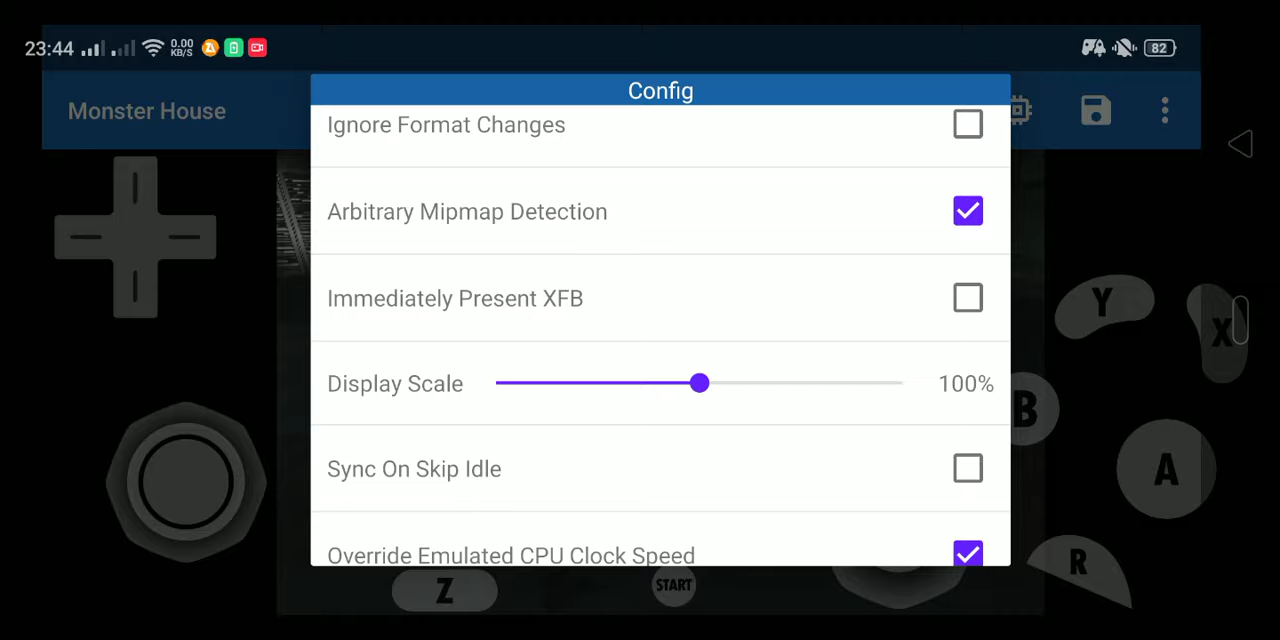 23:44
0.00
KB/S
82
Config
Monster House
Ignore Format Changes
Arbitrary Mipmap Detection
Immediately Present XFB
Display Scale
100%
Sync On Skip Idle
Override Emulated CPU Clock Speed
Y
X
B
A
R
Z
START